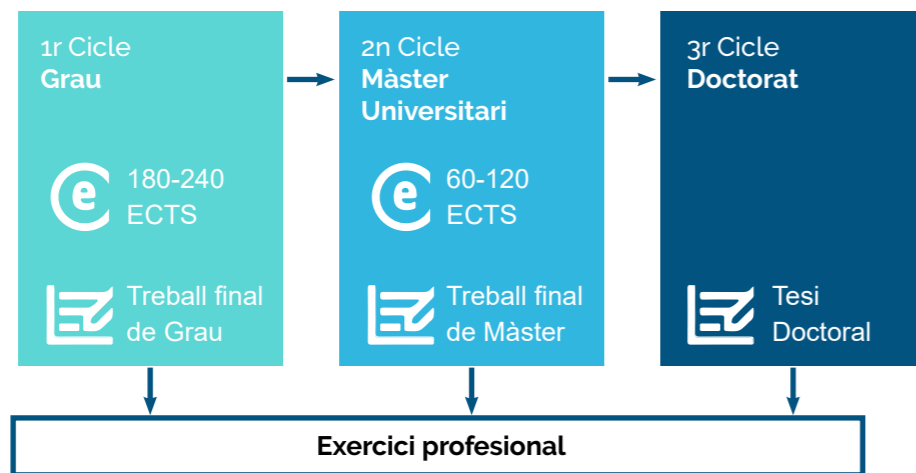 1r Cicle
Grau
e 180-240
ECTS
Treball final
de Grau
2n Cicle
Màster
Universitari
e 60-120
ECTS
Treball final
de Màster
3r Cicle
Doctorat
Tesi
Doctoral
Exercici profesional